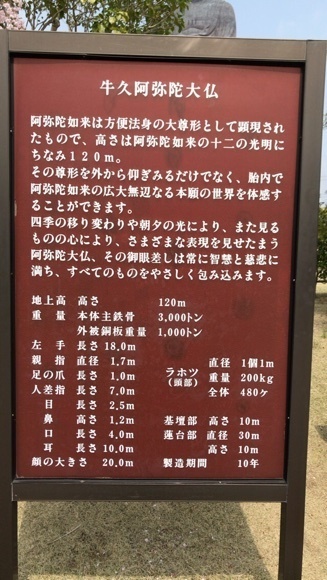 牛久阿弥陀大仏
阿弥陀如来は方便法身の大尊形として顕現され
たもので、高さは阿弥陀如来の十二の光明に
ちなみ１２０ｍ。
その尊形を外から仰ぎみるだけでなく、胎内で
阿弥陀如来の広大無辺なる本願の世界を体感す
ることができます。
四季の移り変わりや朝夕の光により、また見る
ものの心により、さまざまな表現を見せたまう
阿弥陀大仏、その御眼差しは常に智慧と慈悲に
満ち、すべてのものをやさしく包み込みます。
地上高 高さ 120m
重量 本体主鉄骨 3,000トン
外被銅板重量 1,000トン
左手 長さ 18.0m
親指 直径 1.7m
足の爪 長さ 1.0m
人差指 長さ 7.0m
目 長さ 2.5m
鼻 高さ 1.2m
口 長さ 4.0m
耳 長さ 10.0m
顔の大きさ 20.0m
ラホツ(頭部) 直径 1個1m
重量 200kg
全体 480ケ
基壇部 高さ 10m
蓮台部 直径 30m
高さ 10m
製造期間 10年